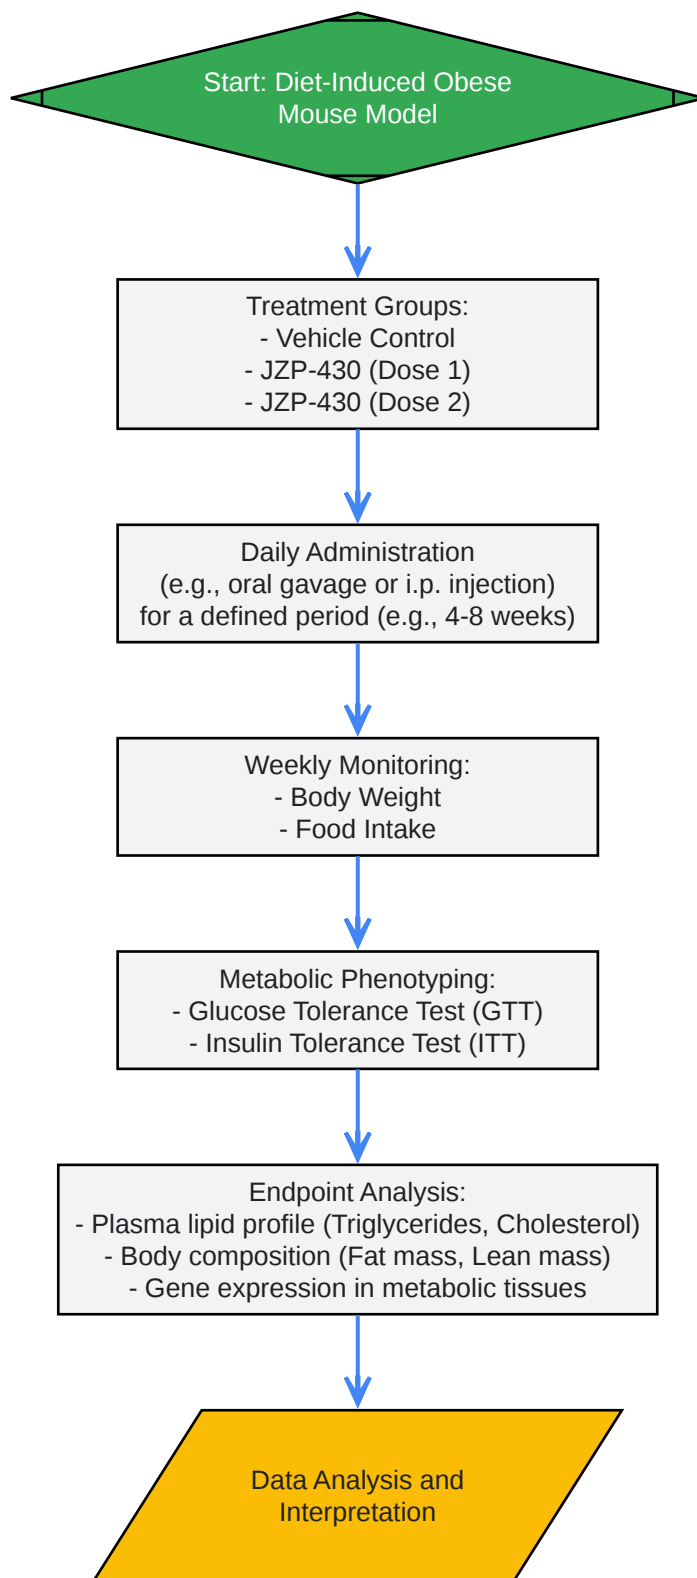 Start: Diet-Induced Obese
Mouse Model
Treatment Groups:
- Vehicle Control
- JZP-430 (Dose 1)
- JZP-430 (Dose 2)
Daily Administration
(e.g., oral gavage or i.p. injection)
for a defined period (e.g., 4-8 weeks)
Weekly Monitoring:
- Body Weight
- Food Intake
Metabolic Phenotyping:
- Glucose Tolerance Test (GTT)
- Insulin Tolerance Test (ITT)
Endpoint Analysis:
- Plasma lipid profile (Triglycerides, Cholesterol)
- Body composition (Fat mass, Lean mass)
- Gene expression in metabolic tissues
Data Analysis and
Interpretation